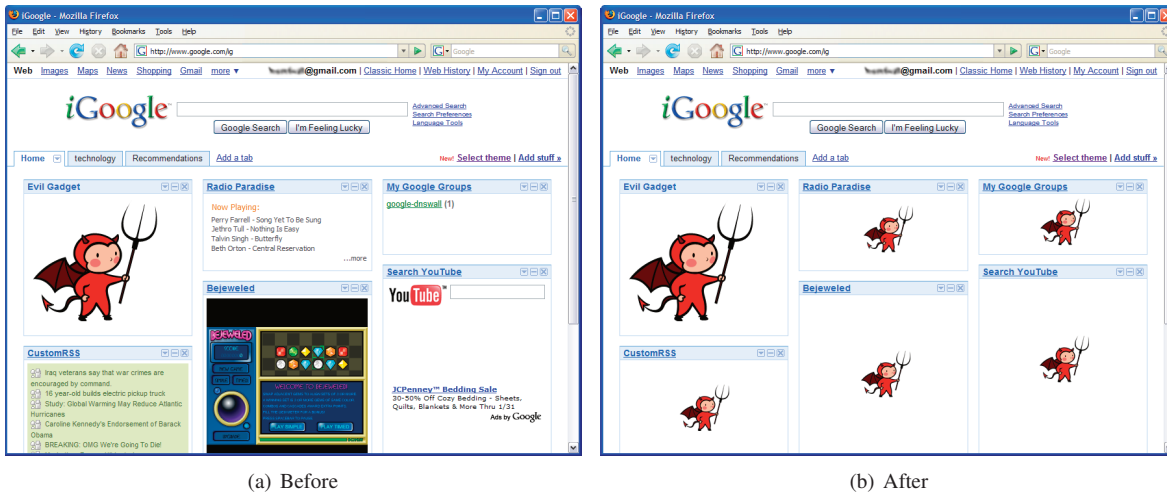 iGoogle - Mozilla Firefox
File Edit View History Bookmarks Tools Help
G http://www.google.com/ig
G Google
Web Images Maps News Shopping Gmail more ▼
@gmail.com | Classic Home | Web History | My Account | Sign out
iGoogle™
Advanced Search
Search Preferences
Language Tools
Google Search I'm Feeling Lucky
Home technology Recommendations Add a tab
New! Select theme | Add stuff »
Evil Gadget
Radio Paradise
Now Playing:
Perry Farrell - Song Yet To Be Sung
Jethro Tull - Nothing Is Easy
Talvin Singh - Butterfly
Beth Orton - Central Reservation
...more
My Google Groups
google-dnswall (1)
Search YouTube
YouTube™
JCPenney™ Bedding Sale
30-50% Off Cozy Bedding - Sheets,
Quilts, Blankets & More Thru 1/31
Ads by Google
Bejeweled
BEJEWELED
WELCOME TO BEJEWELED
PLAY SIMPLE PLAY TIMED
CustomRSS
Iraq veterans say that war crimes are
encouraged by command.
16 year-old builds electric pickup truck
Study: Global Warming May Reduce Atlantic
Hurricanes
Caroline Kennedy's Endorsement of Barack
Obama
BREAKING: OMG We're Going To Die!
(a) Before
iGoogle - Mozilla Firefox
File Edit View History Bookmarks Tools Help
G http://www.google.com/ig
G Google
Web Images Maps News Shopping Gmail more ▼
@gmail.com | Classic Home | Web History | My Account | Sign out
iGoogle™
Advanced Search
Search Preferences
Language Tools
Google Search I'm Feeling Lucky
Home technology Recommendations Add a tab
New! Select theme | Add stuff »
Evil Gadget
Radio Paradise
My Google Groups
Search YouTube
Bejeweled
CustomRSS
(b) After